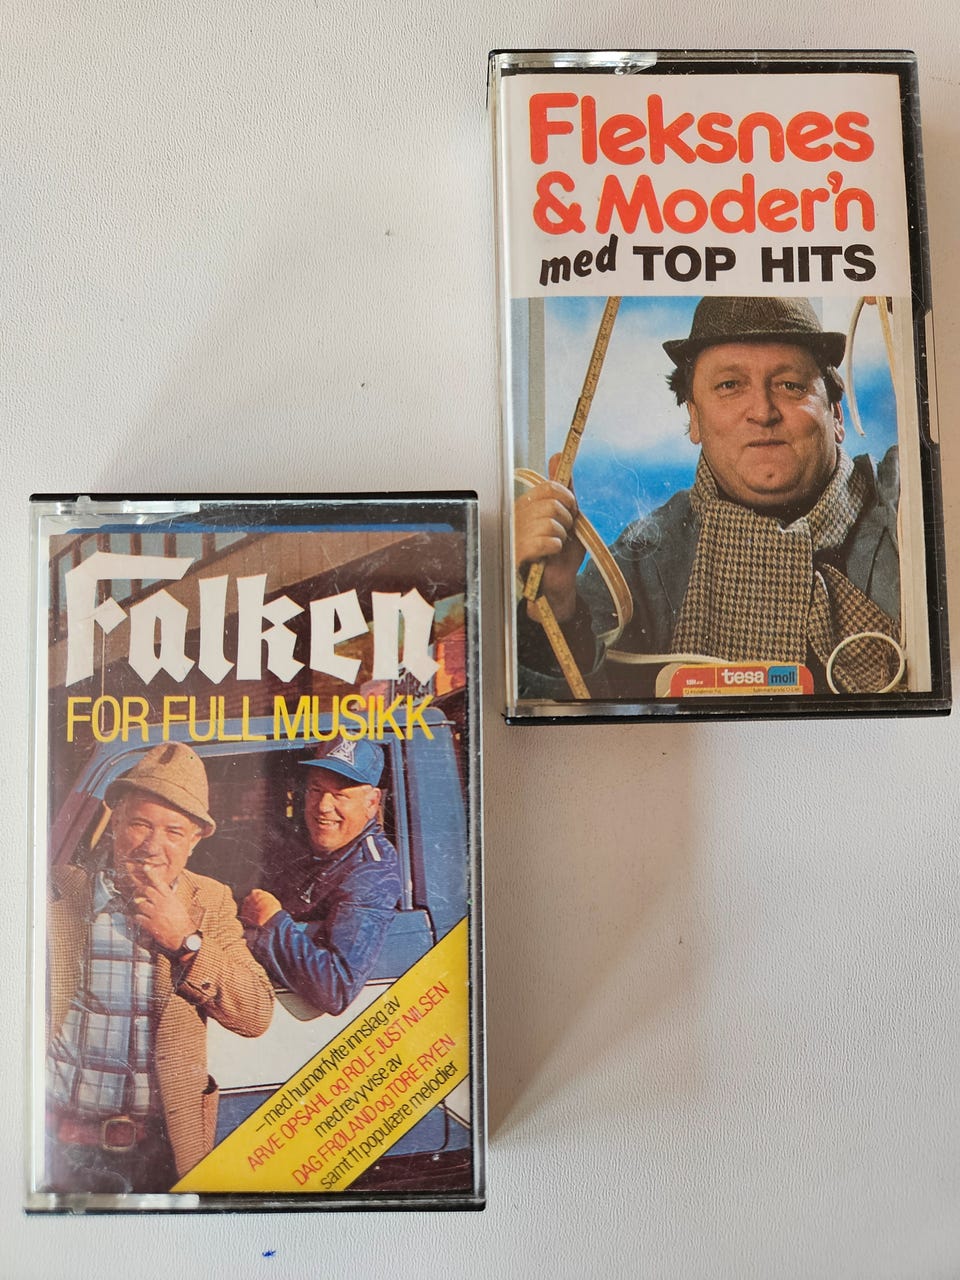 Fleksnes
& Moder'n
med TOP HITS
tesa moll
Falken
FOR FULL MUSIKK
– med humørfylte innslag av
ARVE OPSAHL og ROLF JUST NILSEN
med revyvise av
DAG FRØLAND og TORE RYEN
samt 11 populære melodier